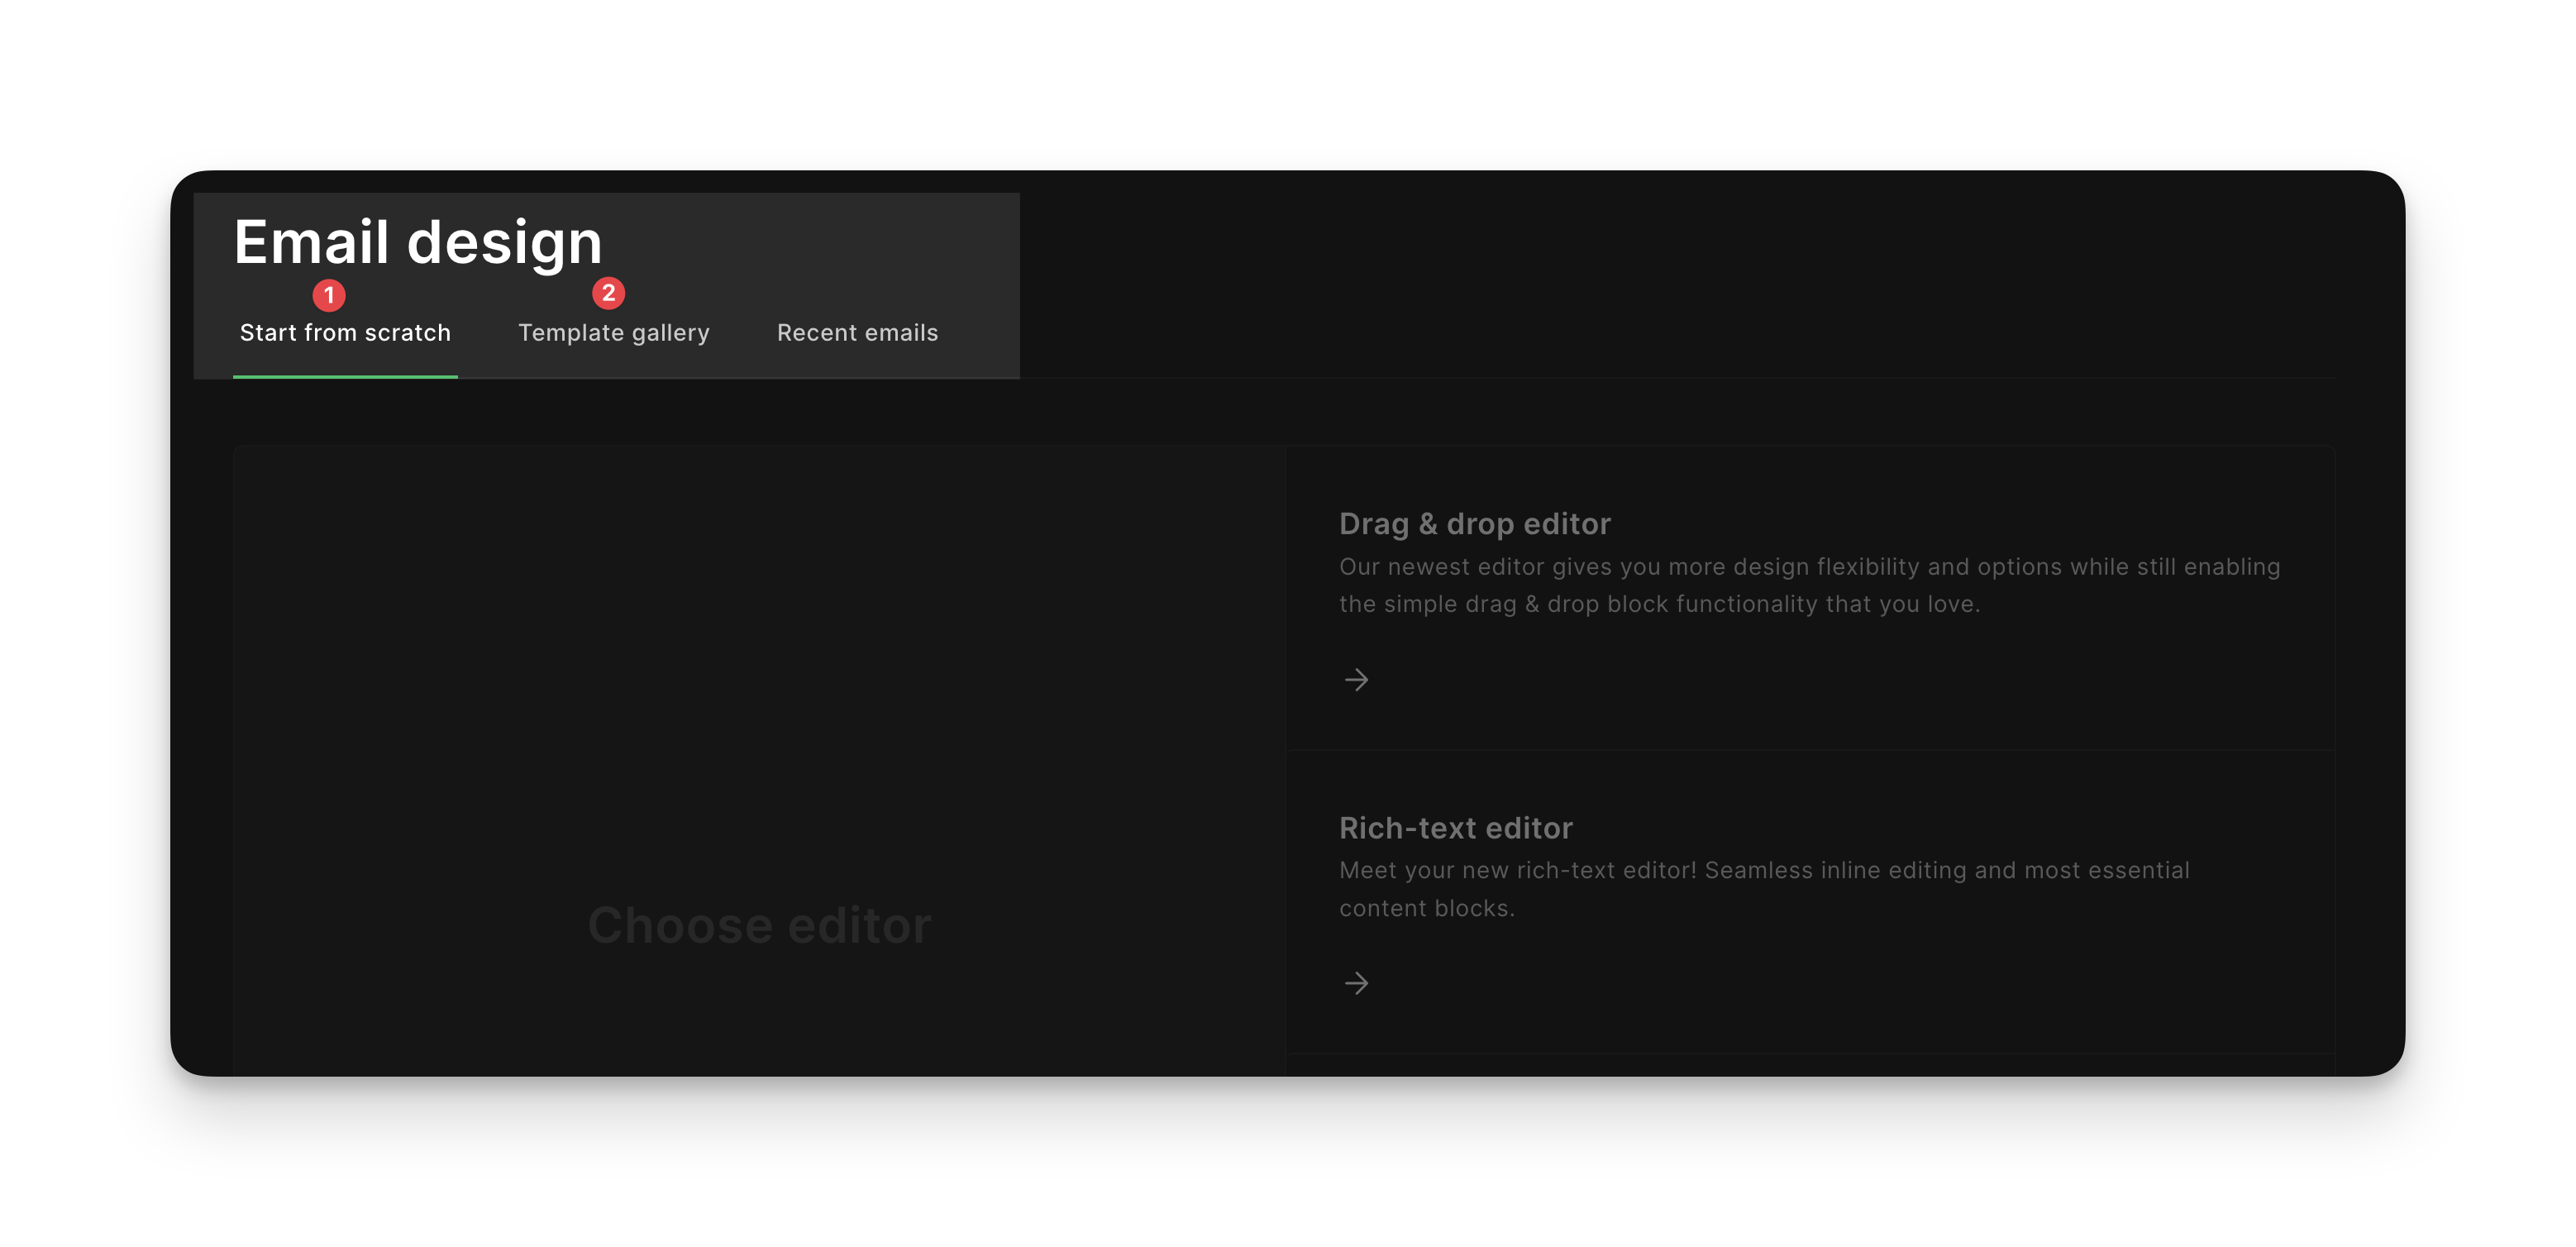 Email design
1
2
Start from scratch
Template gallery
Recent emails
Choose editor
Drag & drop editor
Our newest editor gives you more design flexibility and options while still enabling
the simple drag & drop block functionality that you love.
Rich-text editor
Meet your new rich-text editor! Seamless inline editing and most essential
content blocks.